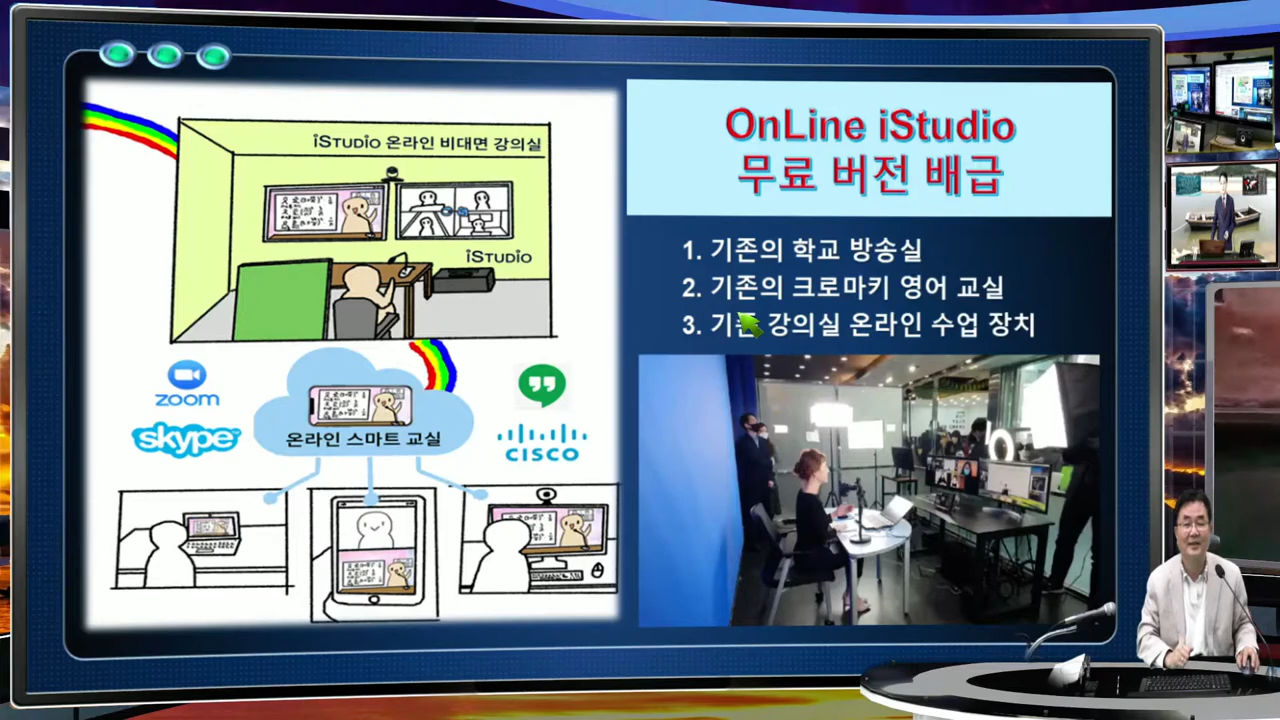 iSTUDIO 온라인 비대면 강의실
iSTUDIO
zoom
skype
온라인 스마트 교실
CISCO
OnLine iStudio
무료 버전 배급
1. 기존의 학교 방송실
2. 기존의 크로마키 영어 교실
3. 기존 강의실 온라인 수업 장치